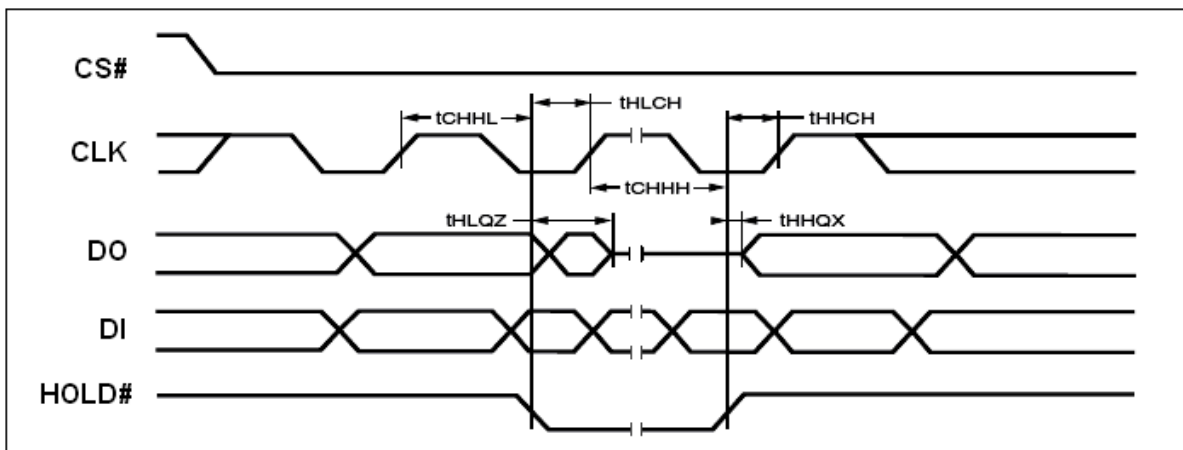 CS#
tHLCH
tCHHL
tHHCH
CLK
tCHHH
tHLQZ
tHHQX
DO
DI
HOLD#